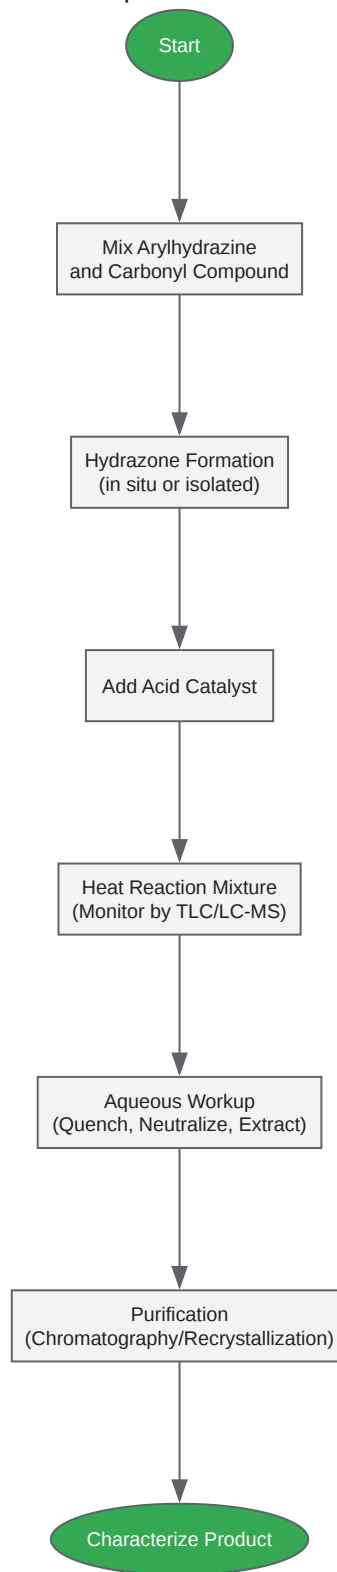 Start
Mix Arylhydrazine
and Carbonyl Compound
Hydrazone Formation
(in situ or isolated)
Add Acid Catalyst
Heat Reaction Mixture
(Monitor by TLC/LC-MS)
Aqueous Workup
(Quench, Neutralize, Extract)
Purification
(Chromatography/Recrystallization)
Characterize Product